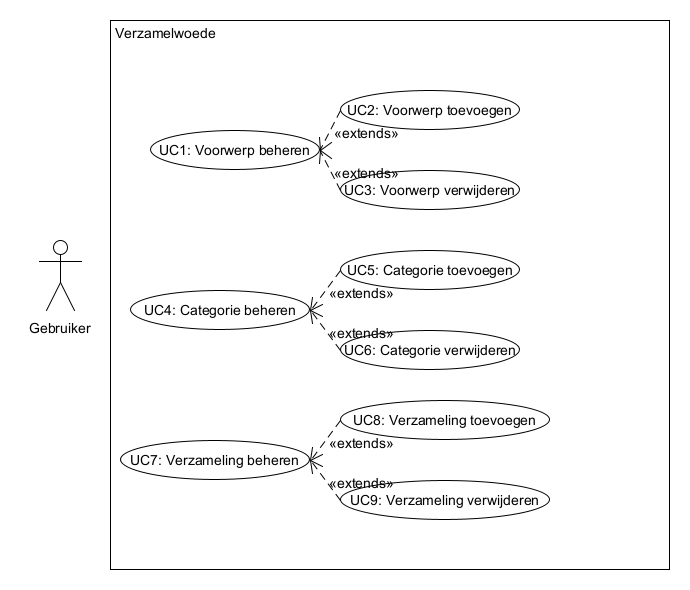 Verzamelwoede
UC2: Voorwerp toevoegen
«extends»
UC1: Voorwerp beheren
«extends»
UC3: Voorwerp verwijderen
UC5: Categorie toevoegen
«extends»
UC4: Categorie beheren
Gebruiker
«extends»
UC6: Categorie verwijderen
UC8: Verzameling toevoegen
«extends»
UC7: Verzameling beheren
«extends»
UC9: Verzameling verwijderen